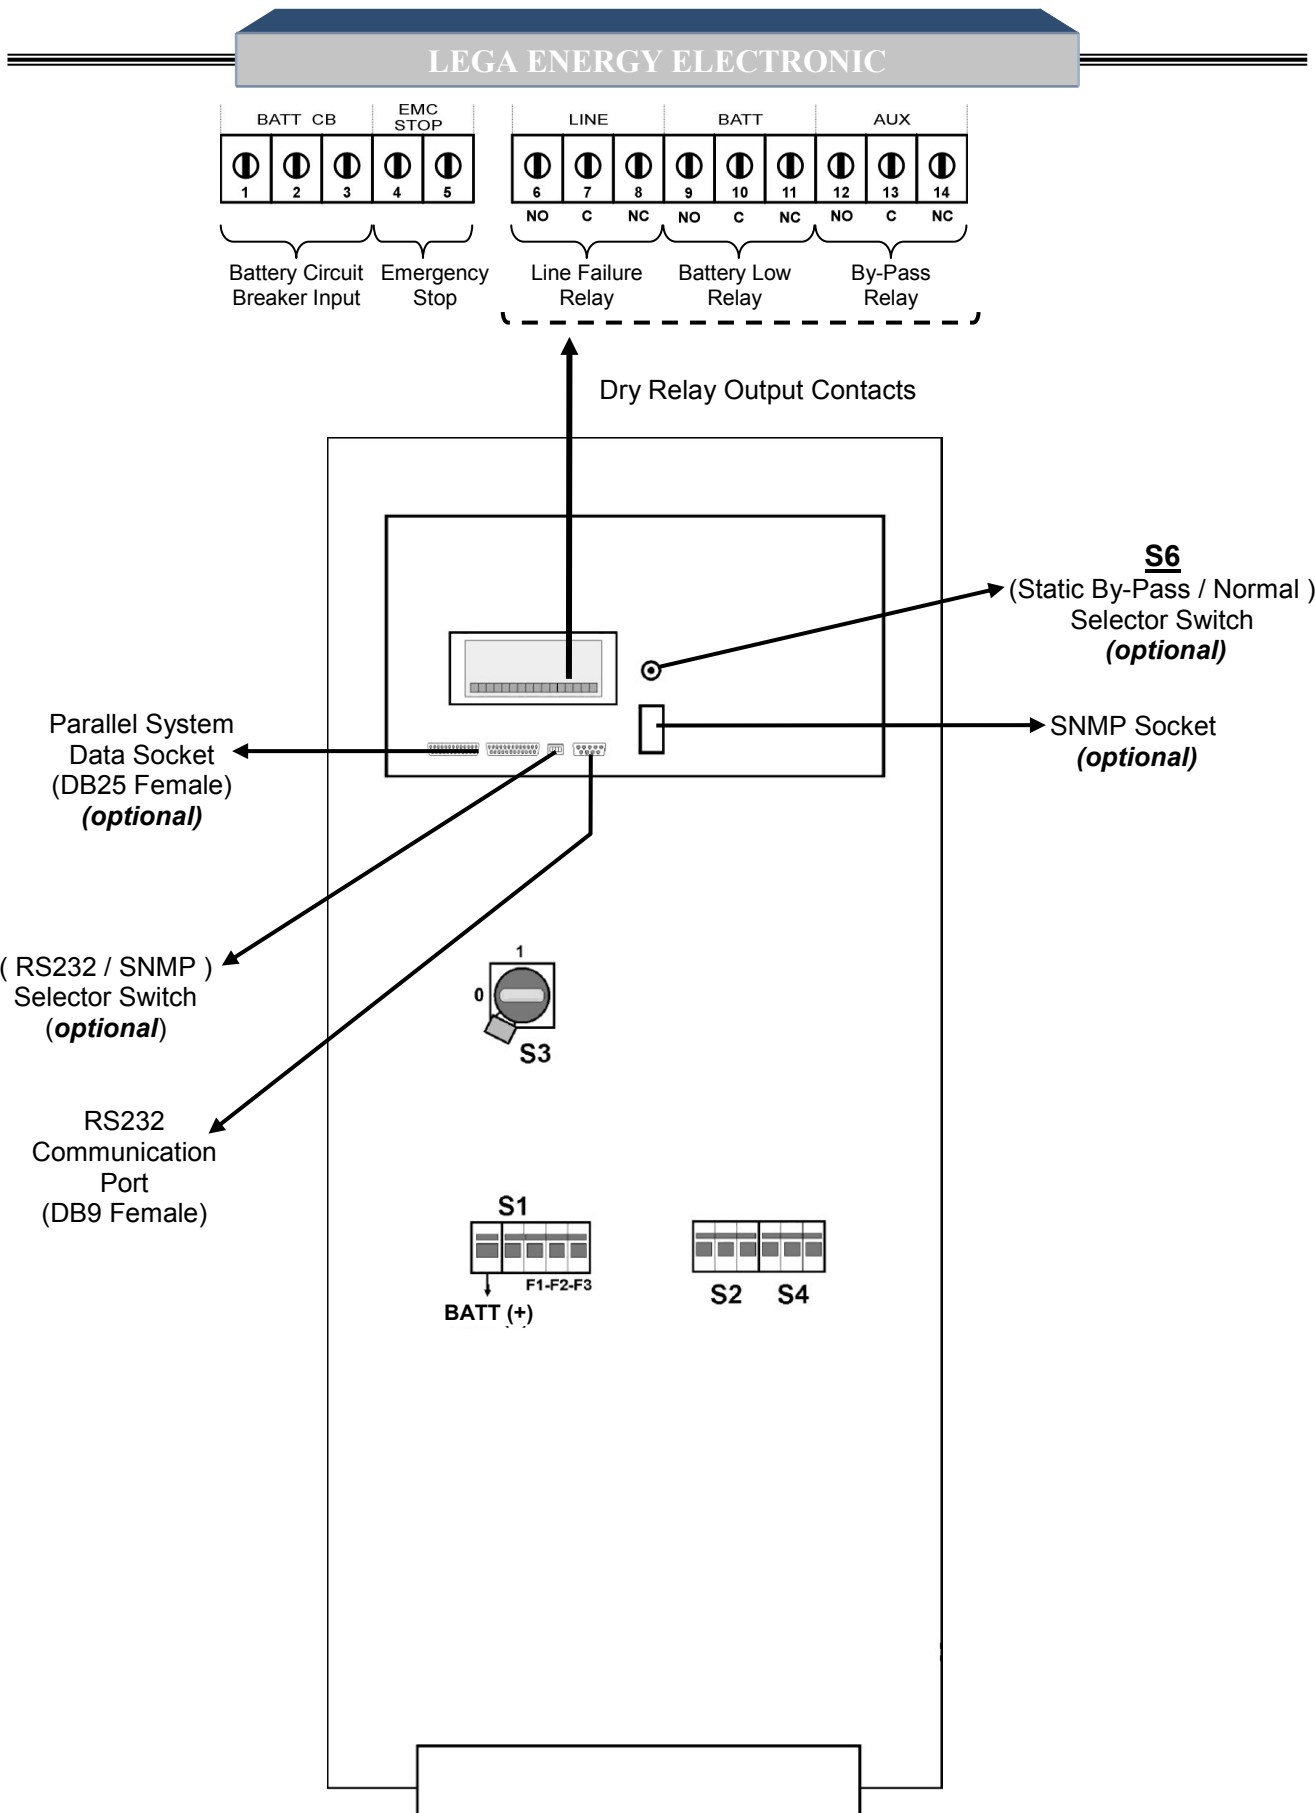 LEGA ENERGY ELECTRONIC
BATT CB
EMC
STOP
LINE
BATT
AUX
1 2 3 4 5 6 7 8 9 10 11 12 13 14
NO C NC NO C NC NO C NC
Battery Circuit
Breaker Input
Emergency
Stop
Line Failure
Relay
Battery Low
Relay
By-Pass
Relay
Dry Relay Output Contacts
S6
(Static By-Pass / Normal )
Selector Switch
(optional)
Parallel System
Data Socket
(DB25 Female)
(optional)
SNMP Socket
(optional)
( RS232 / SNMP )
Selector Switch
(optional)
1
0
S3
RS232
Communication
Port
(DB9 Female)
S1
F1-F2-F3
BATT (+)
S2 S4